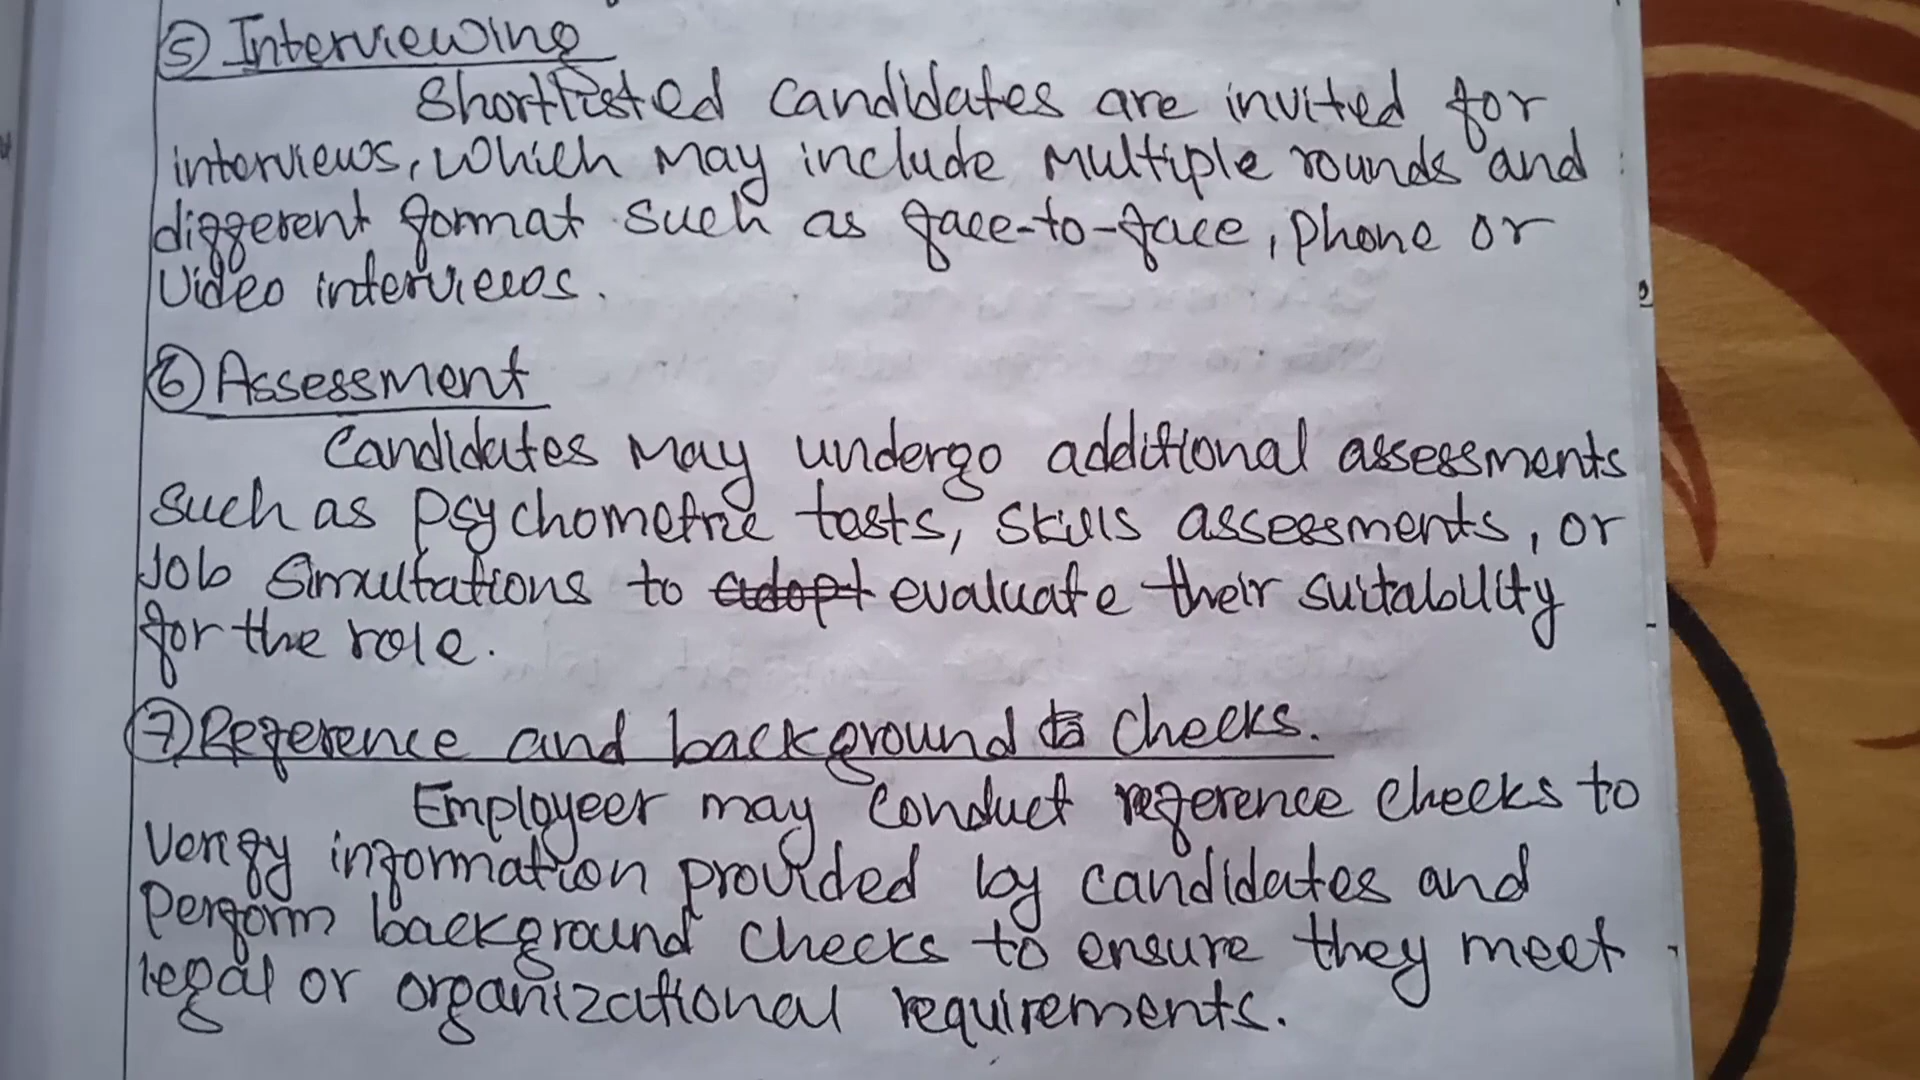 ⑤ Interviewing
Shortlisted candidates are invited for
interviews, which may include multiple rounds and
different format such as face-to-face, phone or
Video interviews.
⑥ Assessment
Candidates may undergo additional assessments
such as psychometric tests, skills assessments, or
Job Simultations to evaluate their suitability
for the role.
⑦ Reference and background checks.
Employeer may conduct reference checks to
verify information provided by candidates and
perform background checks to ensure they meet
legal or organizational requirements.